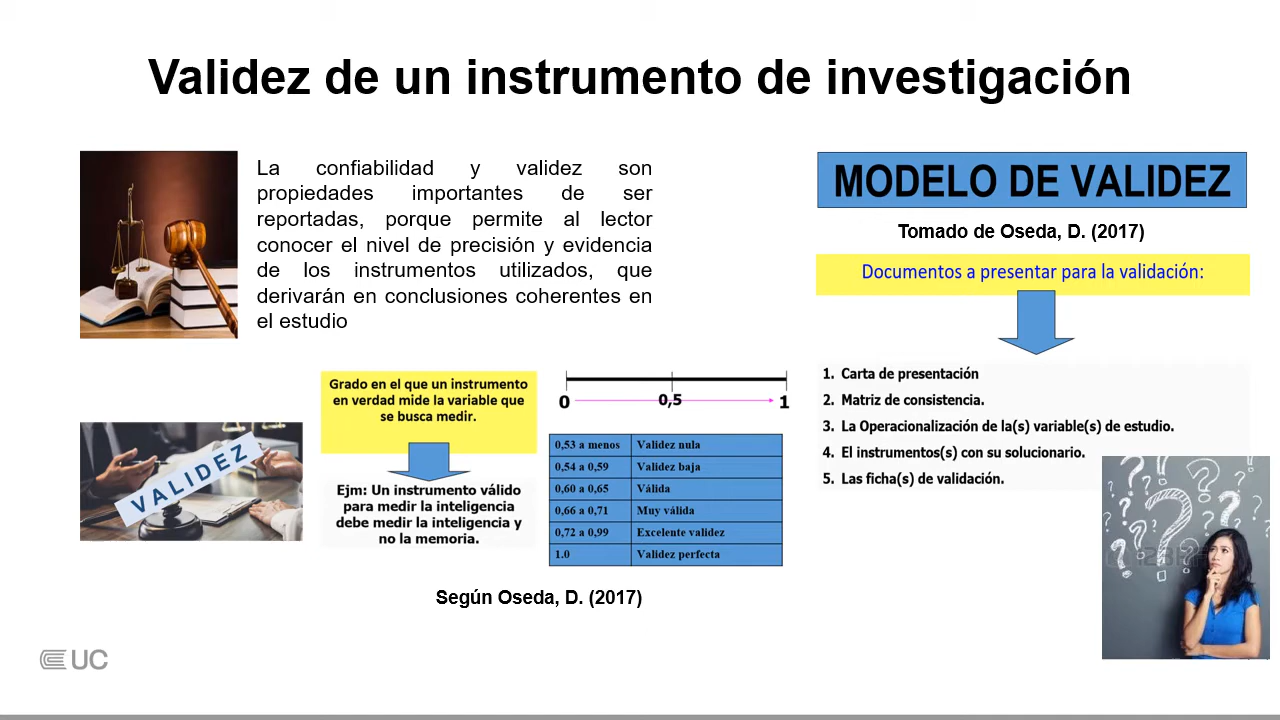 Validez de un instrumento de investigación
La confiabilidad y validez son
propiedades importantes de ser
reportadas, porque permite al lector
conocer el nivel de precisión y evidencia
de los instrumentos utilizados, que
derivarán en conclusiones coherentes en
el estudio
VALIDEZ
Grado en el que un instrumento
en verdad mide la variable que
se busca medir.
Ejm: Un instrumento válido
para medir la inteligencia
debe medir la inteligencia y
no la memoria.
0 0,5 1
0,53 a menos Validez nula
0,54 a 0,59 Validez baja
0,60 a 0,65 Válida
0,66 a 0,71 Muy válida
0,72 a 0,99 Excelente validez
1.0 Validez perfecta
Según Oseda, D. (2017)
MODELO DE VALIDEZ
Tomado de Oseda, D. (2017)
Documentos a presentar para la validación:
1. Carta de presentación
2. Matriz de consistencia.
3. La Operacionalización de la(s) variable(s) de estudio.
4. El instrumentos(s) con su solucionario.
5. Las ficha(s) de validación.
UC